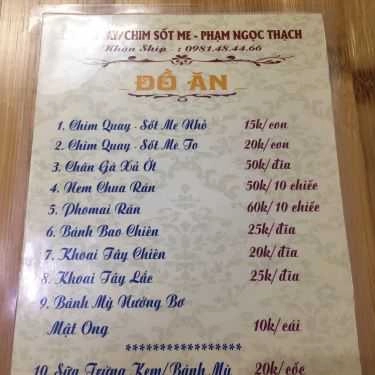 AY/CHIM SỐT ME - PHẠM NGỌC THẠCH
Nhận Ship : 0981.48.44.66
ĐỒ ĂN
1. Chim Quay - Sốt Me Nhỏ 15k/con
2. Chim Quay - Sốt Me To 20k/con
3. Chân Gà Xả Ớt 50k/đĩa
4. Nem Chua Rán 50k/10 chiếc
5. Phomai Rán 60k/10 chiếc
6. Bánh Bao Chiên 25k/đĩa
7. Khoai Tây Chiên 20k/đĩa
8. Khoai Tây Lắc 25k/đĩa
9. Bánh Mỳ Nướng Bơ
Mật Ong 10k/cái
*****************
10. Sữa Trứng Kem/Bánh Mỳ 20k/cốc